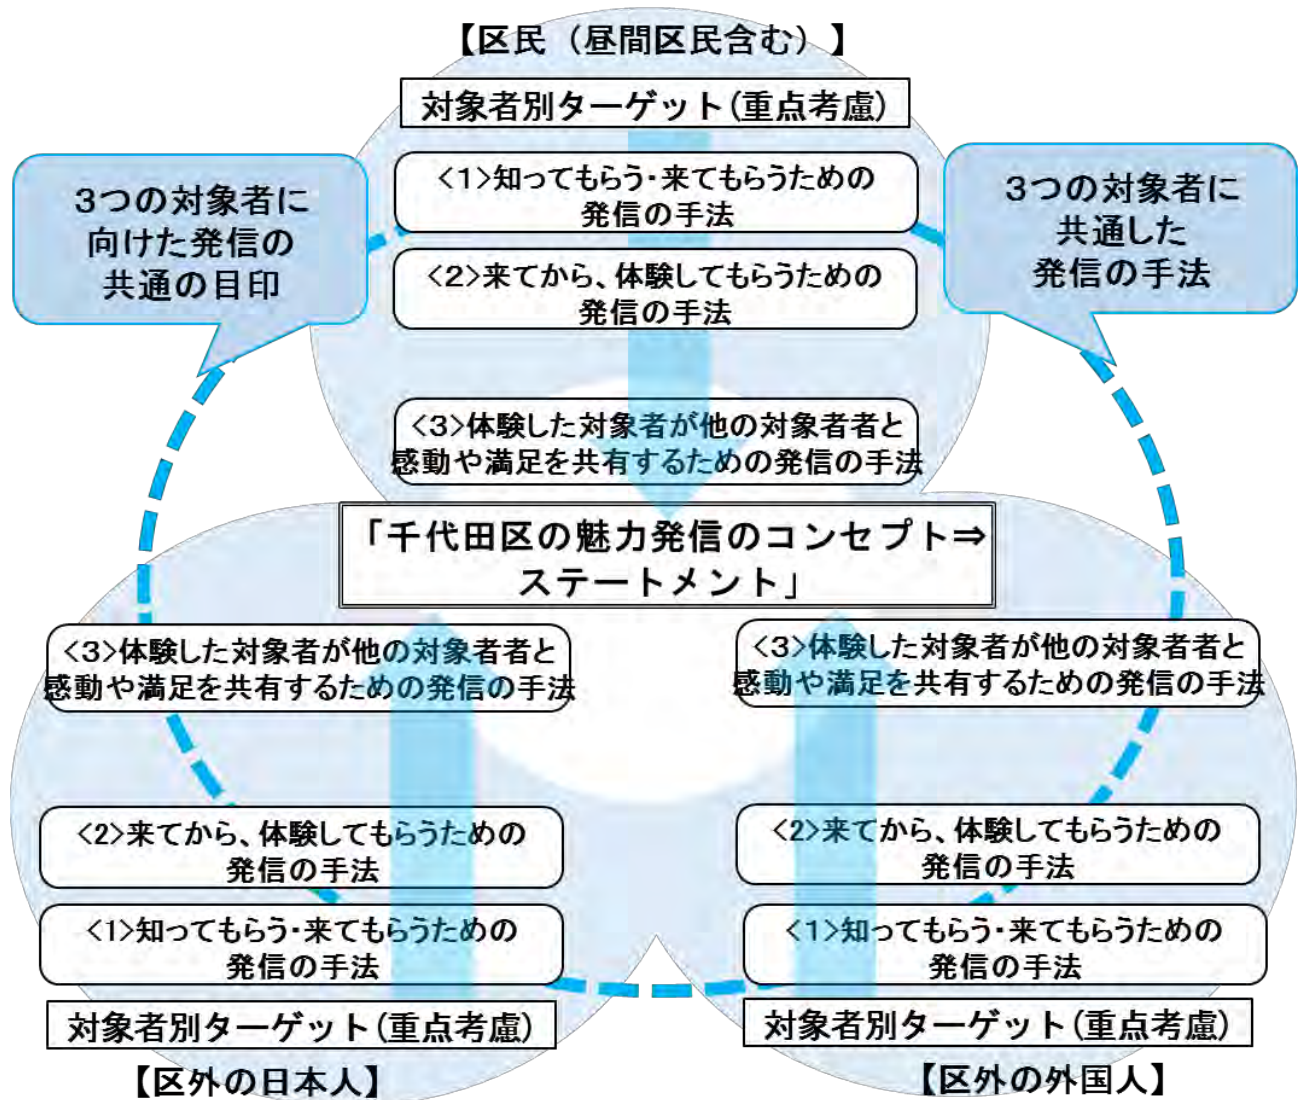 【区民（昼間区民含む）】
対象者別ターゲット(重点考慮)
<1>知ってもらう・来てもらうための
発信の手法
<2>来てから、体験してもらうための
発信の手法
3つの対象者に
向けた発信の
共通の目印
3つの対象者に
共通した
発信の手法
<3>体験した対象者が他の対象者者と
感動や満足を共有するための発信の手法
「千代田区の魅力発信のコンセプト⇒
ステートメント」
<3>体験した対象者が他の対象者者と
感動や満足を共有するための発信の手法
<2>来てから、体験してもらうための
発信の手法
<1>知ってもらう・来てもらうための
発信の手法
対象者別ターゲット(重点考慮)
【区外の日本人】
<3>体験した対象者が他の対象者者と
感動や満足を共有するための発信の手法
<2>来てから、体験してもらうための
発信の手法
<1>知ってもらう・来てもらうための
発信の手法
対象者別ターゲット(重点考慮)
【区外の外国人】